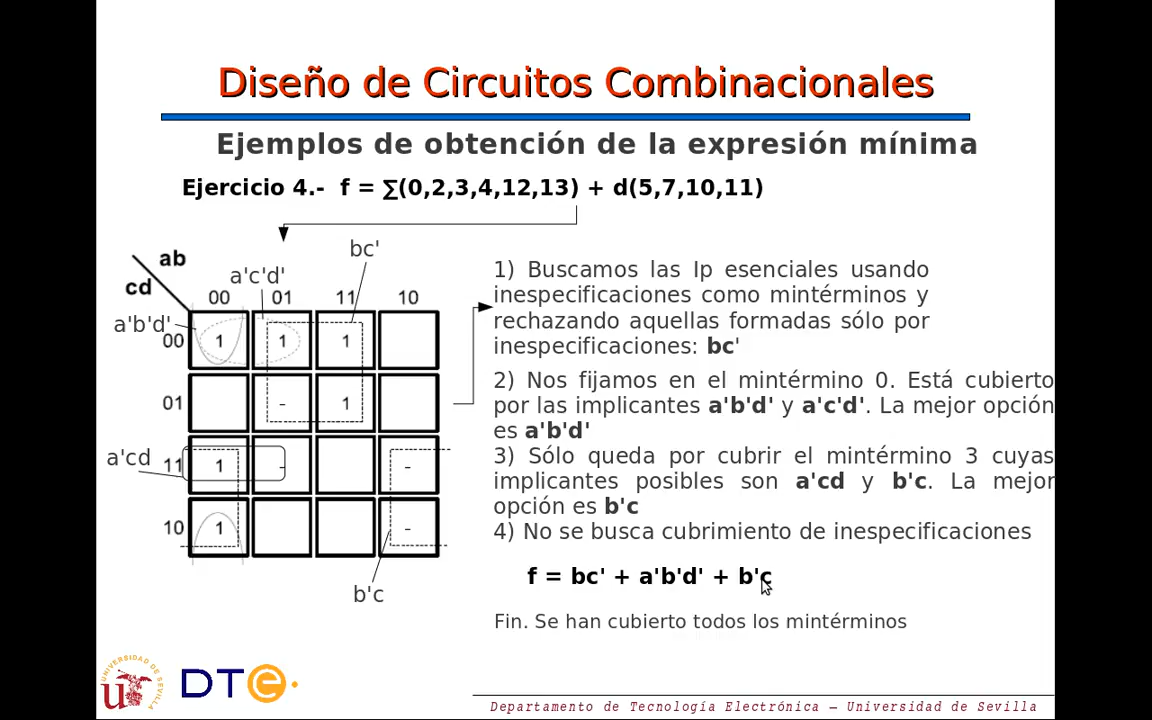 Diseño de Circuitos Combinacionales
Ejemplos de obtención de la expresión mínima
Ejercicio 4.- f = ∑(0,2,3,4,12,13) + d(5,7,10,11)
bc'
ab
a'c'd'
cd
00 01 11 10
a'b'd'
00 1 1 1
01 - 1
a'cd 11 1 - -
10 1 -
b'c
1) Buscamos las Ip esenciales usando
inespecificaciones como mintérminos y
rechazando aquellas formadas sólo por
inespecificaciones: bc'
2) Nos fijamos en el mintérmino 0. Está cubierto
por las implicantes a'b'd' y a'c'd'. La mejor opción
es a'b'd'
3) Sólo queda por cubrir el mintérmino 3 cuyas
implicantes posibles son a'cd y b'c. La mejor
opción es b'c
4) No se busca cubrimiento de inespecificaciones
f = bc' + a'b'd' + b'c
Fin. Se han cubierto todos los mintérminos
DTe
Departamento de Tecnología Electrónica – Universidad de Sevilla